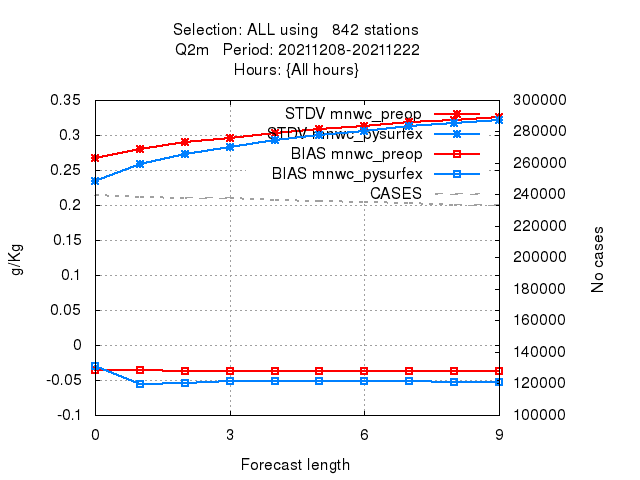 Selection: ALL using   842 stations
Q2m   Period: 20211208-20211222
Hours: {All hours}
0.35
0.3
0.25
0.2
0.15
0.1
0.05
0
-0.05
-0.1
300000
280000
260000
240000
220000
200000
180000
160000
140000
120000
100000
STDV mnwc_preop
STDV mnwc_pysurfex
BIAS mnwc_preop
BIAS mnwc_pysurfex
CASES
g/Kg
No cases
0
3
6
9
Forecast length